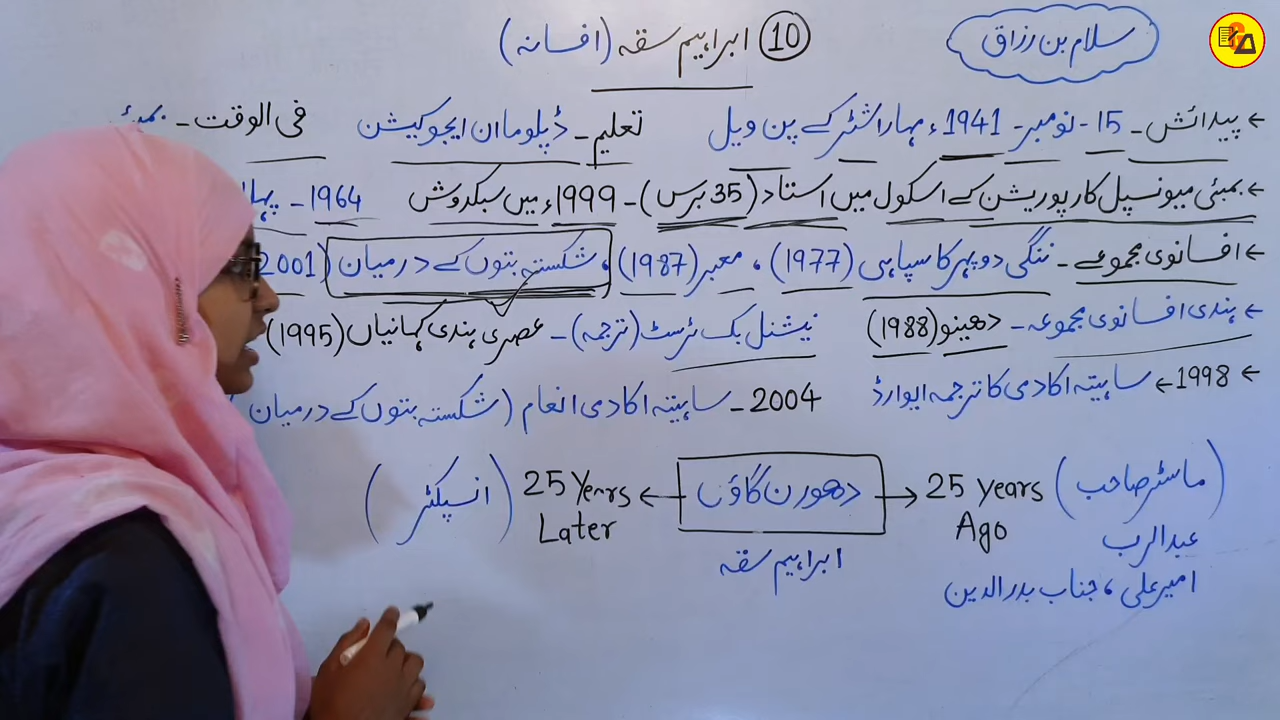 سلام بن رزاق
10 ابراہیم سقہ (افسانہ)
← پیدائش۔ 15۔ نومبر۔ 1941ء مہاراشٹر کے پن ویل تعلیم۔ ڈپلوما ان ایجوکیشن فی الوقت۔
← بمبئی میونسپل کارپوریشن کے اسکول میں استاد (35 برس)۔ 1999ء میں سبکدوش 1964۔
← افسانوی مجموعے۔ ننگی دوپہر کا سپاہی (1977)، معبر (1987)، شکستہ بتوں کے درمیان (2001
← ہندی افسانوی مجموعہ۔ دھینو (1988) نیشنل بک ٹرسٹ (ترجمہ)۔ عصری ہندی کہانیاں (1995)
← 1998 ← ساہیتہ اکادمی کا ترجمہ ایوارڈ 2004۔ ساہیتہ اکادمی انعام (شکستہ بتوں کے درمیان
(ماسٹر صاحب) 25 years Ago ← دھورن گاؤں → 25 Years Later (انسپکٹر)
عبدالرب
ابراہیم سقہ
امیر علی، جناب بدرالدین